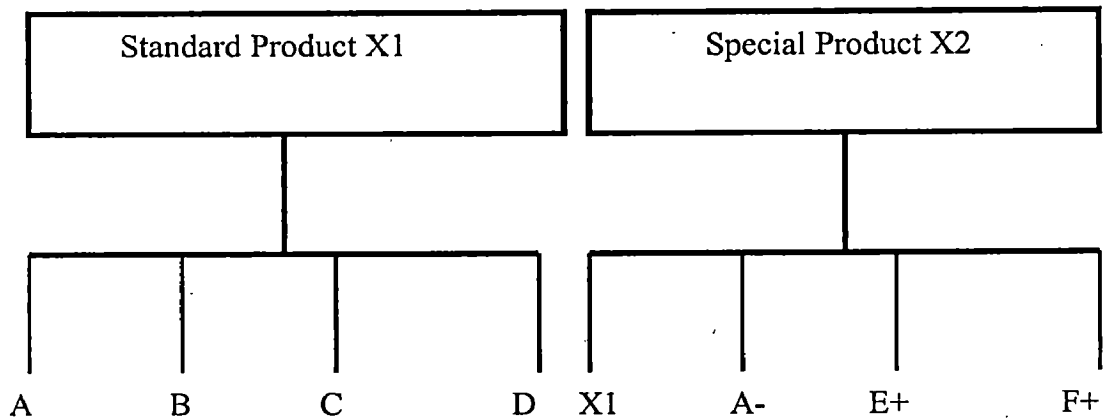 Standard Product X1
Special Product X2
A B C D X1 A- E+ F+